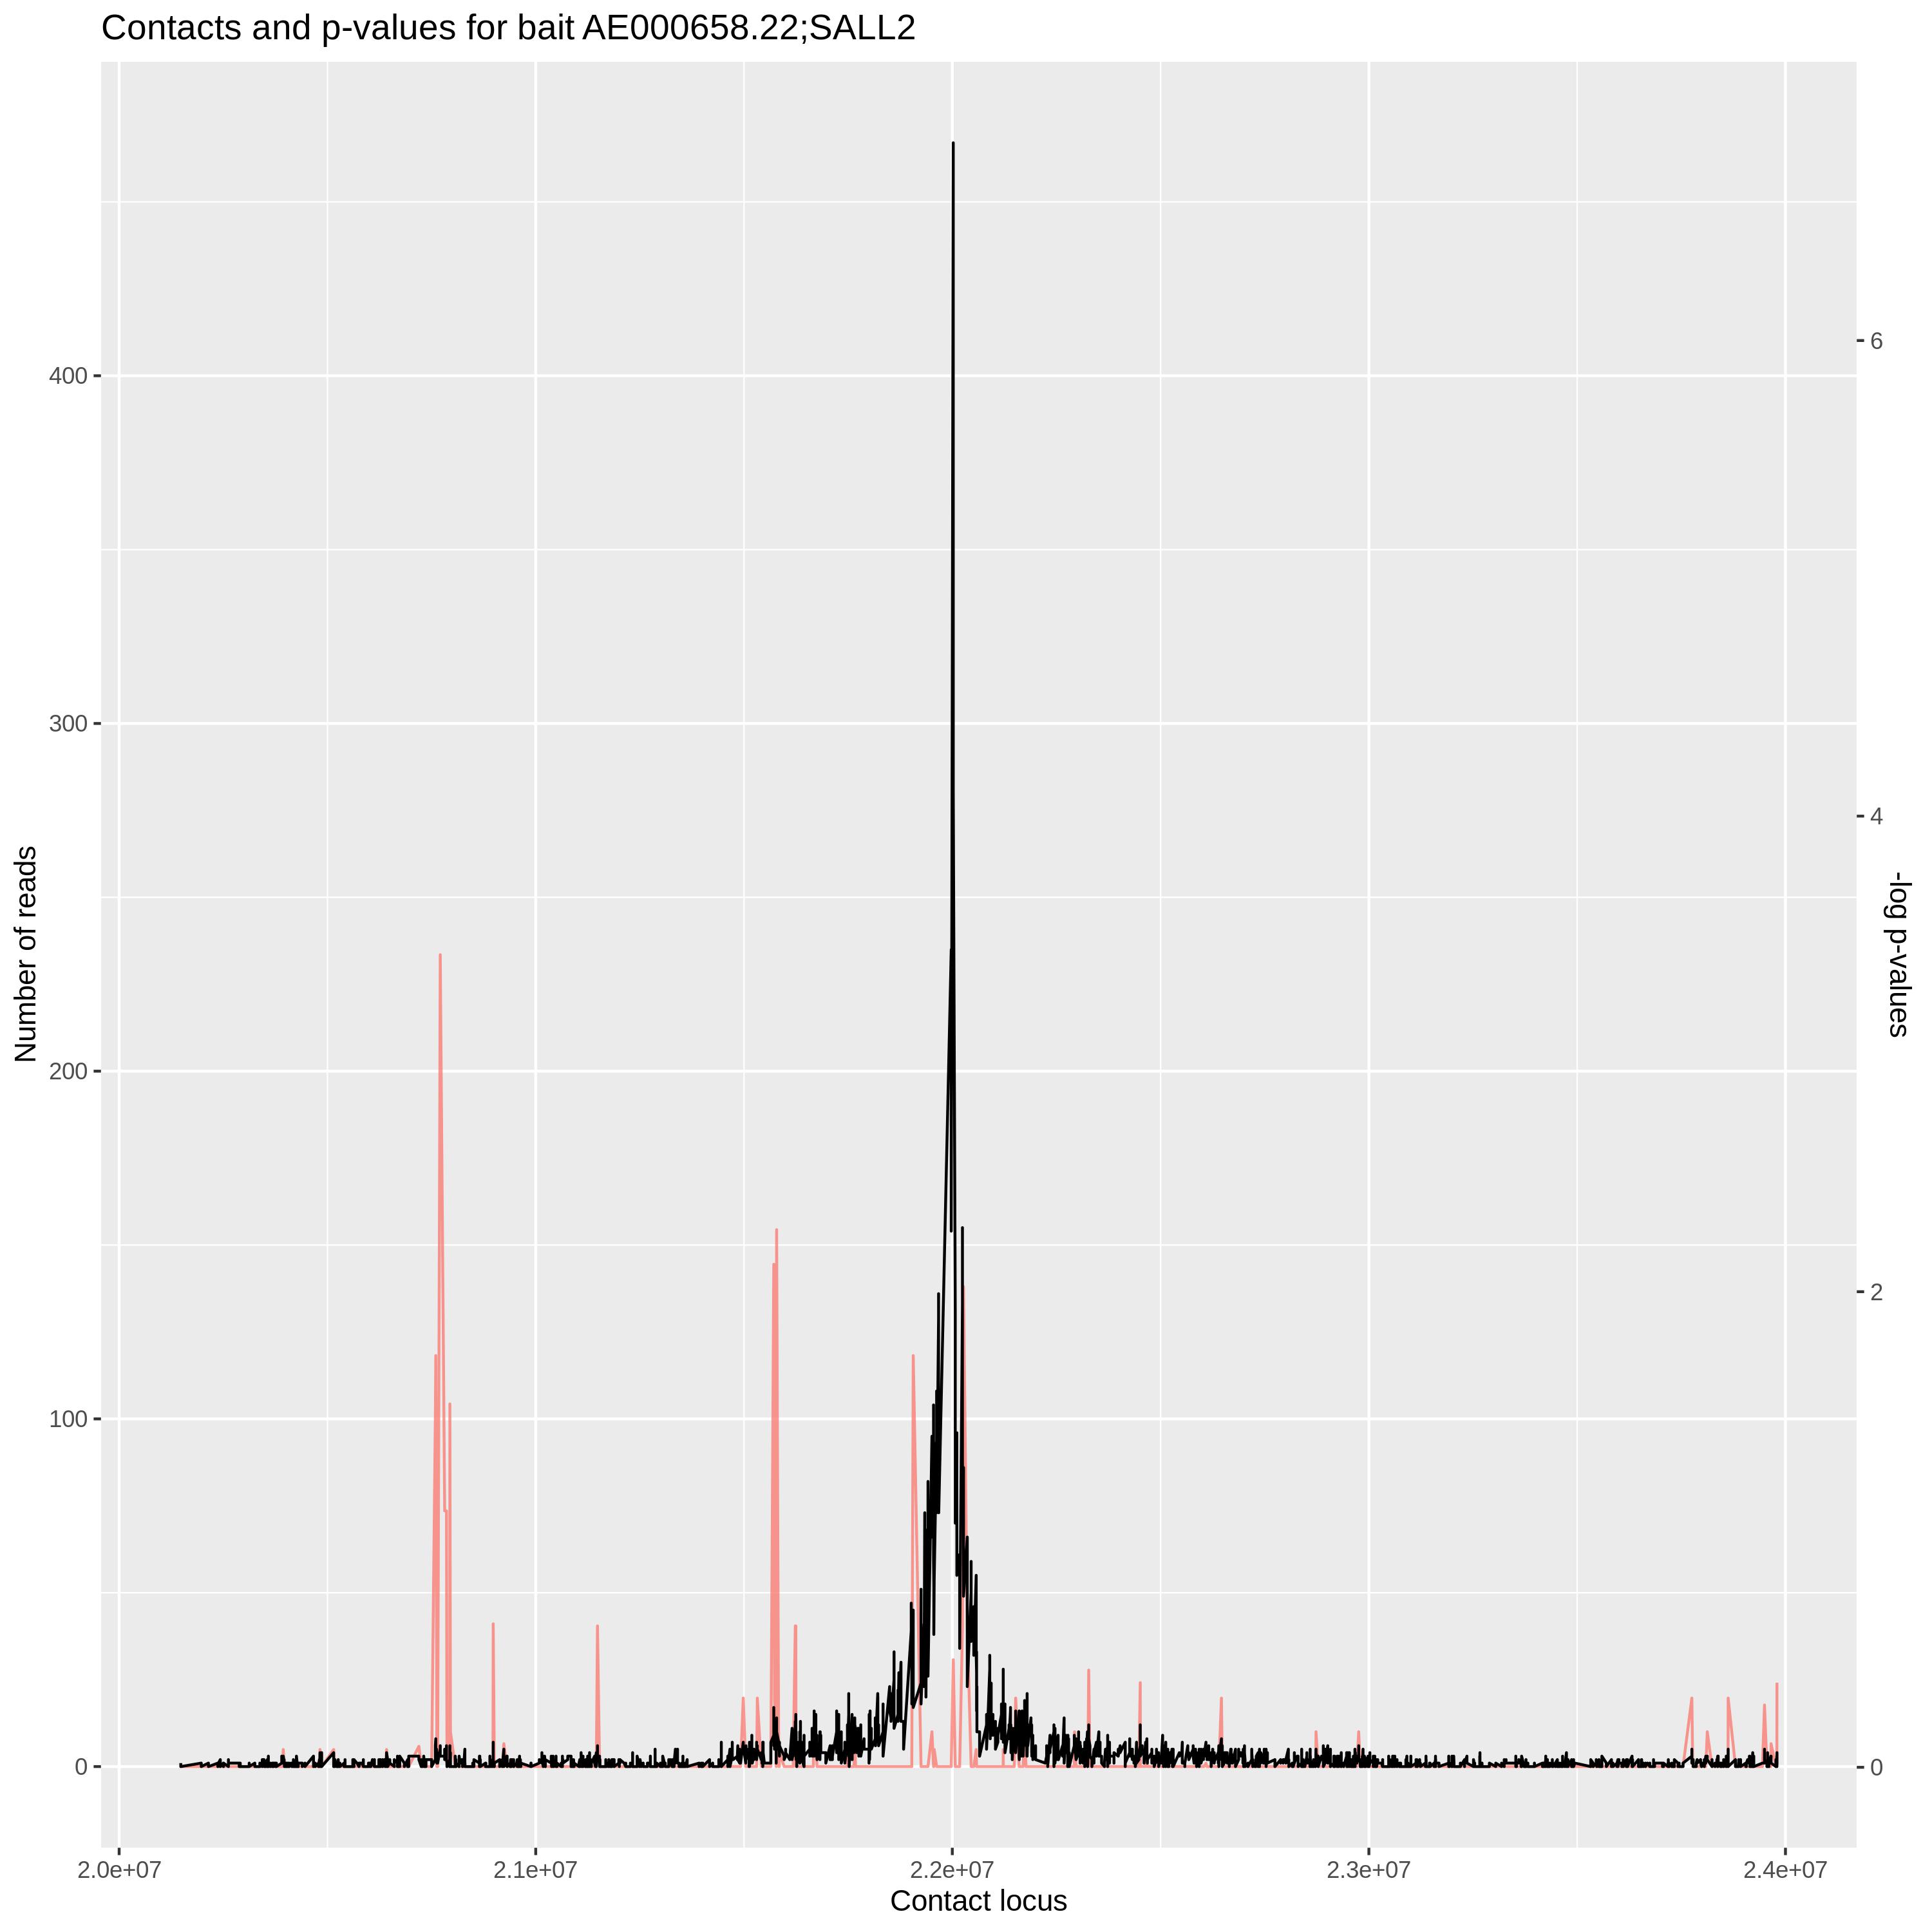 Contacts and p-values for bait AE000658.22;SALL2
400
300
200
100
0
Number of reads
6
4
2
0
-log p-values
2.0e+07
2.1e+07
2.2e+07
2.3e+07
2.4e+07
Contact locus